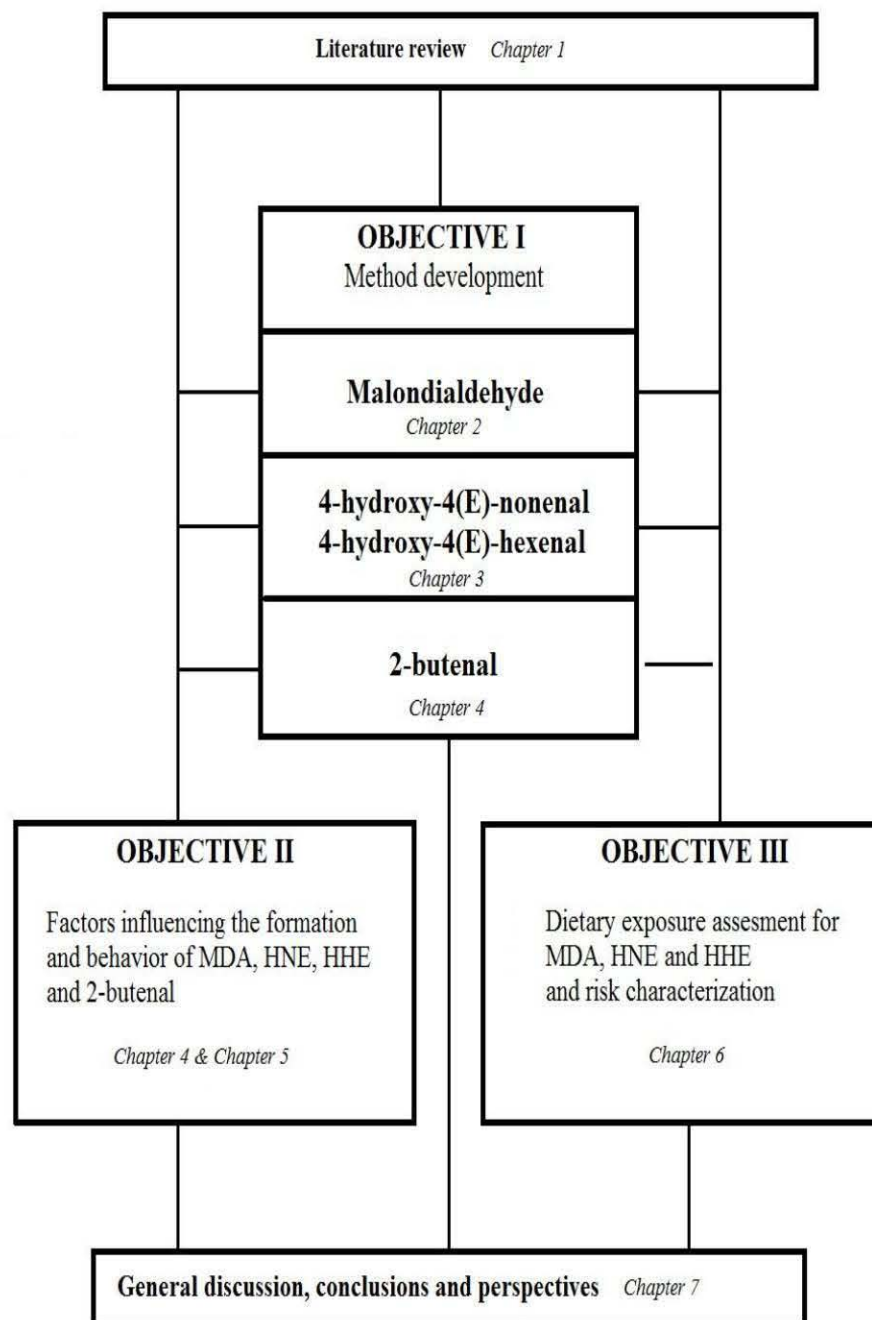 Literature review Chapter 1
OBJECTIVE I
Method development
Malondialdehyde
Chapter 2
4-hydroxy-4(E)-nonenal
4-hydroxy-4(E)-hexenal
Chapter 3
2-butenal
Chapter 4
OBJECTIVE II
Factors influencing the formation
and behavior of MDA, HNE, HHE
and 2-butenal
Chapter 4 & Chapter 5
OBJECTIVE III
Dietary exposure assesment for
MDA, HNE and HHE
and risk characterization
Chapter 6
General discussion, conclusions and perspectives Chapter 7